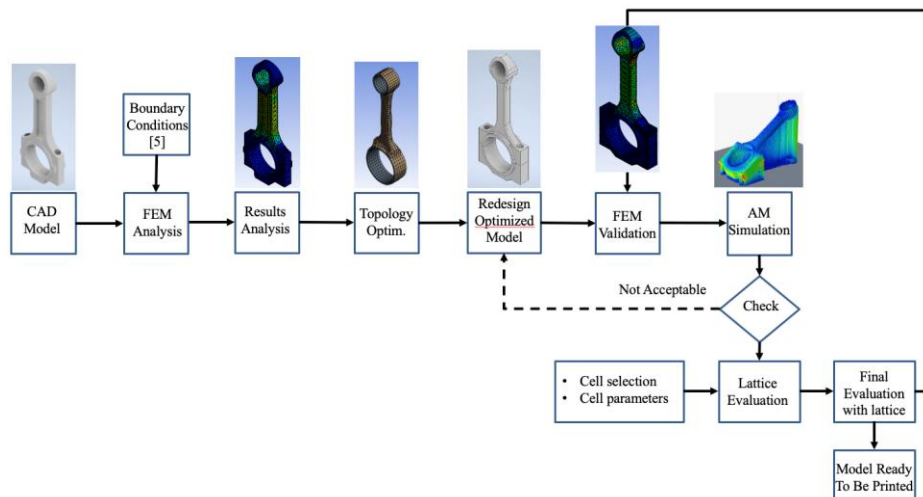 Boundary
Conditions
[5]
CAD
Model
FEM
Analysis
Results
Analysis
Topology
Optim.
Redesign
Optimized
Model
FEM
Validation
AM
Simulation
Not Acceptable
Check
• Cell selection
• Cell parameters
Lattice
Evaluation
Final
Evaluation
with lattice
Model Ready
To Be Printed